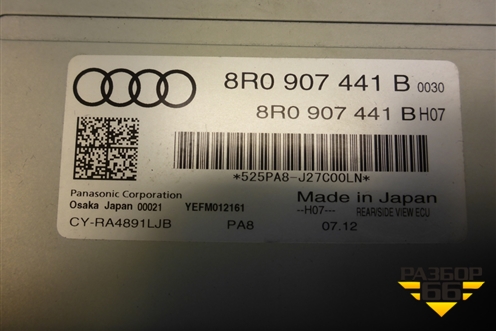 8R0 907 441 B 0030
8R0 907 441 B H07
*525PA8-J27C00LN*
Panasonic Corporation
Made in Japan
Osaka Japan 00021 YEFM012161
--H07--- REAR/SIDE VIEW ECU
CY-RA4891LJB PA8 07.12
РАЗБОР
66